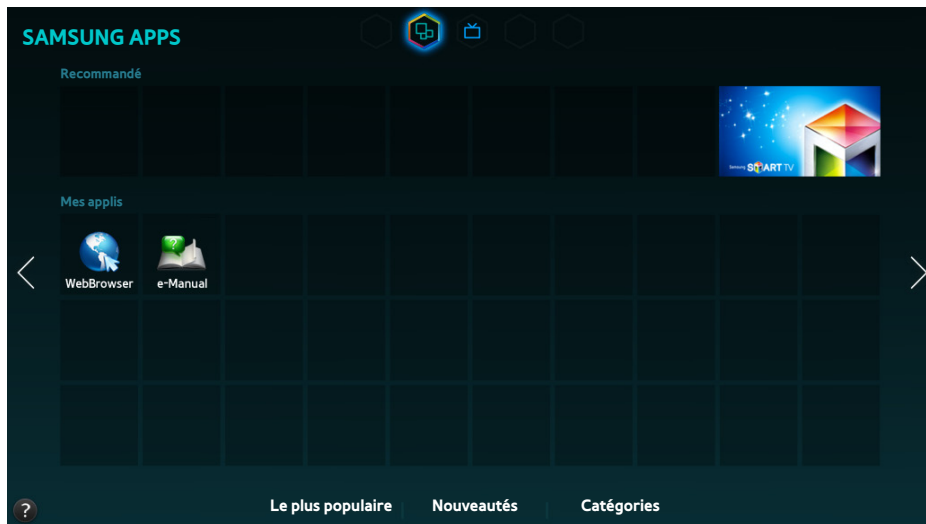 SAMSUNG APPS
Recommandé
Samsung SMART TV
Mes applis
WebBrowser
e-Manual
?
Le plus populaire
Nouveautés
Catégories